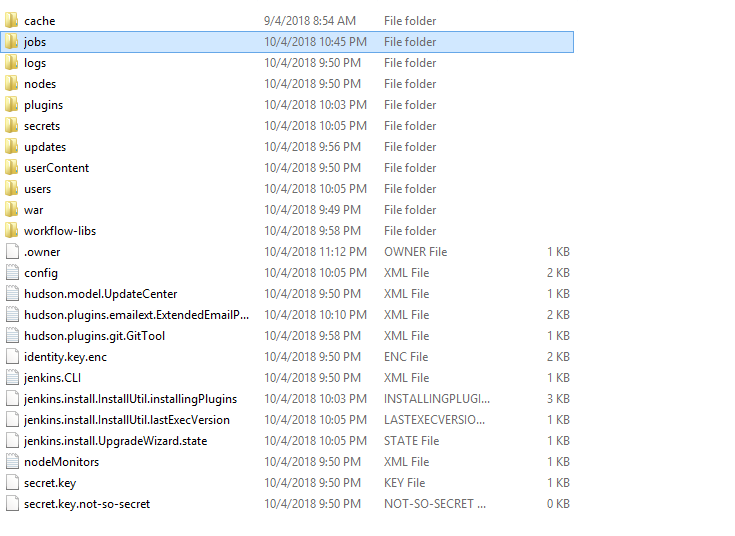 cache 9/4/2018 8:54 AM File folder
jobs 10/4/2018 10:45 PM File folder
logs 10/4/2018 9:50 PM File folder
nodes 10/4/2018 9:50 PM File folder
plugins 10/4/2018 10:03 PM File folder
secrets 10/4/2018 10:05 PM File folder
updates 10/4/2018 9:56 PM File folder
userContent 10/4/2018 9:50 PM File folder
users 10/4/2018 10:05 PM File folder
war 10/4/2018 9:49 PM File folder
workflow-libs 10/4/2018 9:58 PM File folder
.owner 10/4/2018 11:12 PM OWNER File 1 KB
config 10/4/2018 10:05 PM XML File 2 KB
hudson.model.UpdateCenter 10/4/2018 9:50 PM XML File 1 KB
hudson.plugins.emailext.ExtendedEmailP... 10/4/2018 10:10 PM XML File 2 KB
hudson.plugins.git.GitTool 10/4/2018 9:58 PM XML File 1 KB
identity.key.enc 10/4/2018 9:50 PM ENC File 2 KB
jenkins.CLI 10/4/2018 9:50 PM XML File 1 KB
jenkins.install.InstallUtil.installingPlugins 10/4/2018 10:03 PM INSTALLINGPLUGI... 3 KB
jenkins.install.InstallUtil.lastExecVersion 10/4/2018 10:05 PM LASTEXECVERSIO... 1 KB
jenkins.install.UpgradeWizard.state 10/4/2018 10:05 PM STATE File 1 KB
nodeMonitors 10/4/2018 9:50 PM XML File 1 KB
secret.key 10/4/2018 9:50 PM KEY File 1 KB
secret.key.not-so-secret 10/4/2018 9:50 PM NOT-SO-SECRET ... 0 KB